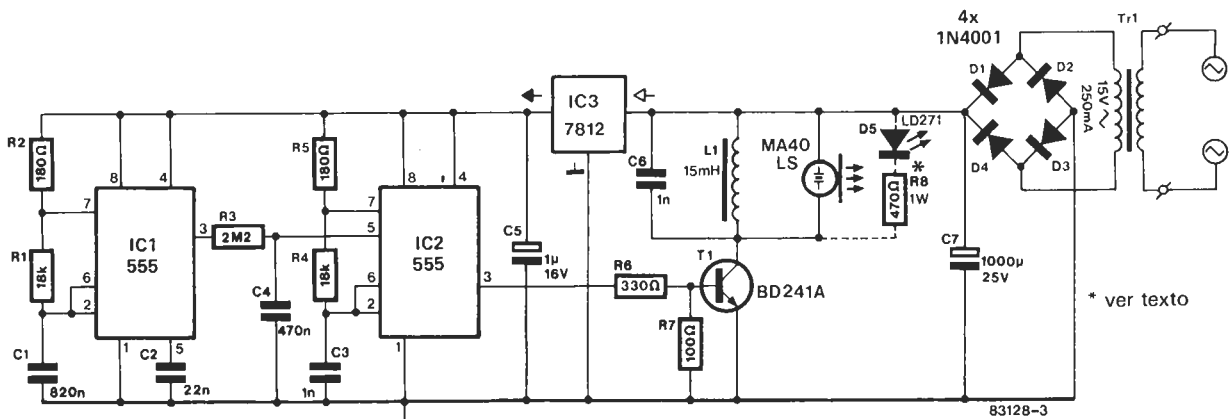 4x
1N4001
Tr1
D1
D2
D4
D3
15V
250mA
IC3
7812
R2
180Ω
R5
180Ω
8
4
8
4
7
R1
18k
6
2
IC1
555
3
R3
2M2
7
5
R4
18k
6
2
IC2
555
3
C4
470n
C5
1µ
16V
C6
1n
L1
15mH
MA40
LS
D5
LD271
*
R8
470Ω
1W
C7
1000µ
25V
* ver texto
R6
330Ω
T1
BD241A
R7
100Ω
C1
820n
1
5
C2
22n
C3
1n
1
83128-3